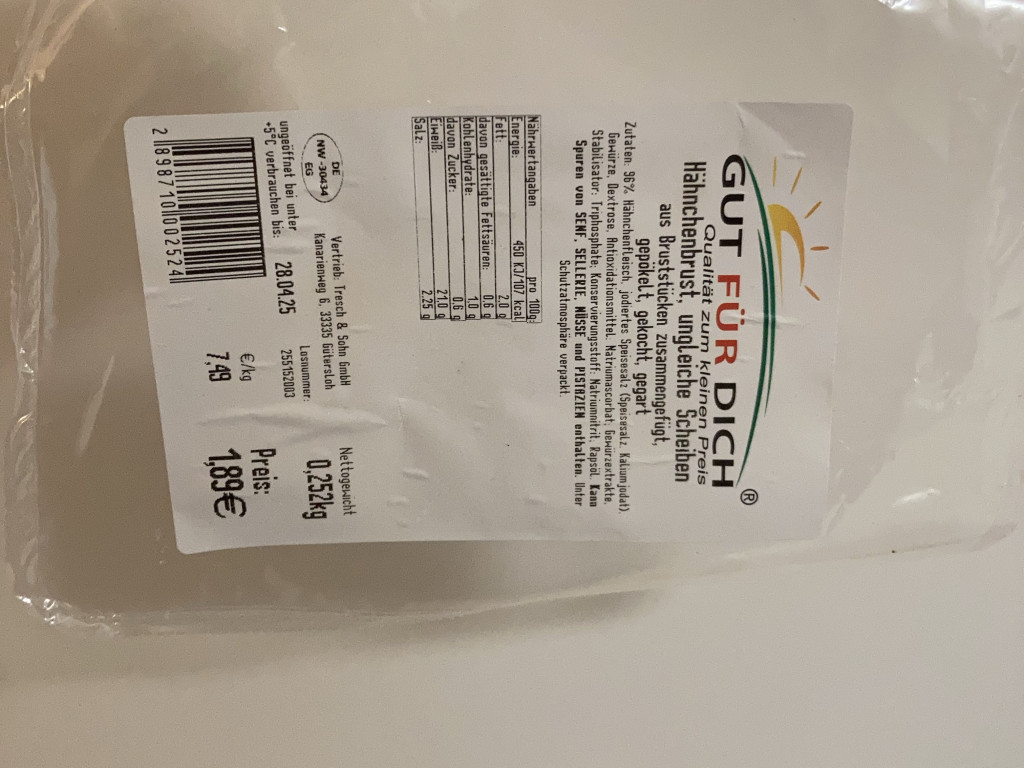 GUT FÜR DICH®
Qualität zum kleinen Preis
Hähnchenbrust, ungleiche Scheiben
aus Bruststücken zusammengefügt,
gepökelt, gekocht, gegart
Zutaten: 96% Hähnchenfleisch, jodiertes Speisesalz (Speisesalz, Kaliumjodat),
Gewürze, Dextrose, Antioxidationsmittel: Natriumascorbat; Gewürzextrakte,
Stabilisator: Triphosphate; Konservierungsstoff: Natriumnitrit, Rapsöl. Kann
Spuren von SENF, SELLERIE, NÜSSE und PISTAZIEN enthalten. Unter
Schutzatmosphäre verpackt.
Nährwertangaben pro 100g:
Energie: 450 KJ/107 kcal
Fett: 2.0 g
davon gesättigte Fettsäuren: 0.6 g
Kohlenhydrate: 1.0 g
davon Zucker: 0.6 g
Eiweiß: 21.0 g
Salz: 2.25 g
DE
NW-30434
EG
Vertrieb: Tresch & Sohn GmbH
Kanarienweg 6, 33335 Gütersloh
Nettogewicht
0,252kg
ungeöffnet bei unter
+5°C verbrauchen bis: 28.04.25
Losnummer:
255152003
€/kg
7,49
Preis:
1,89€
2 898710 002524